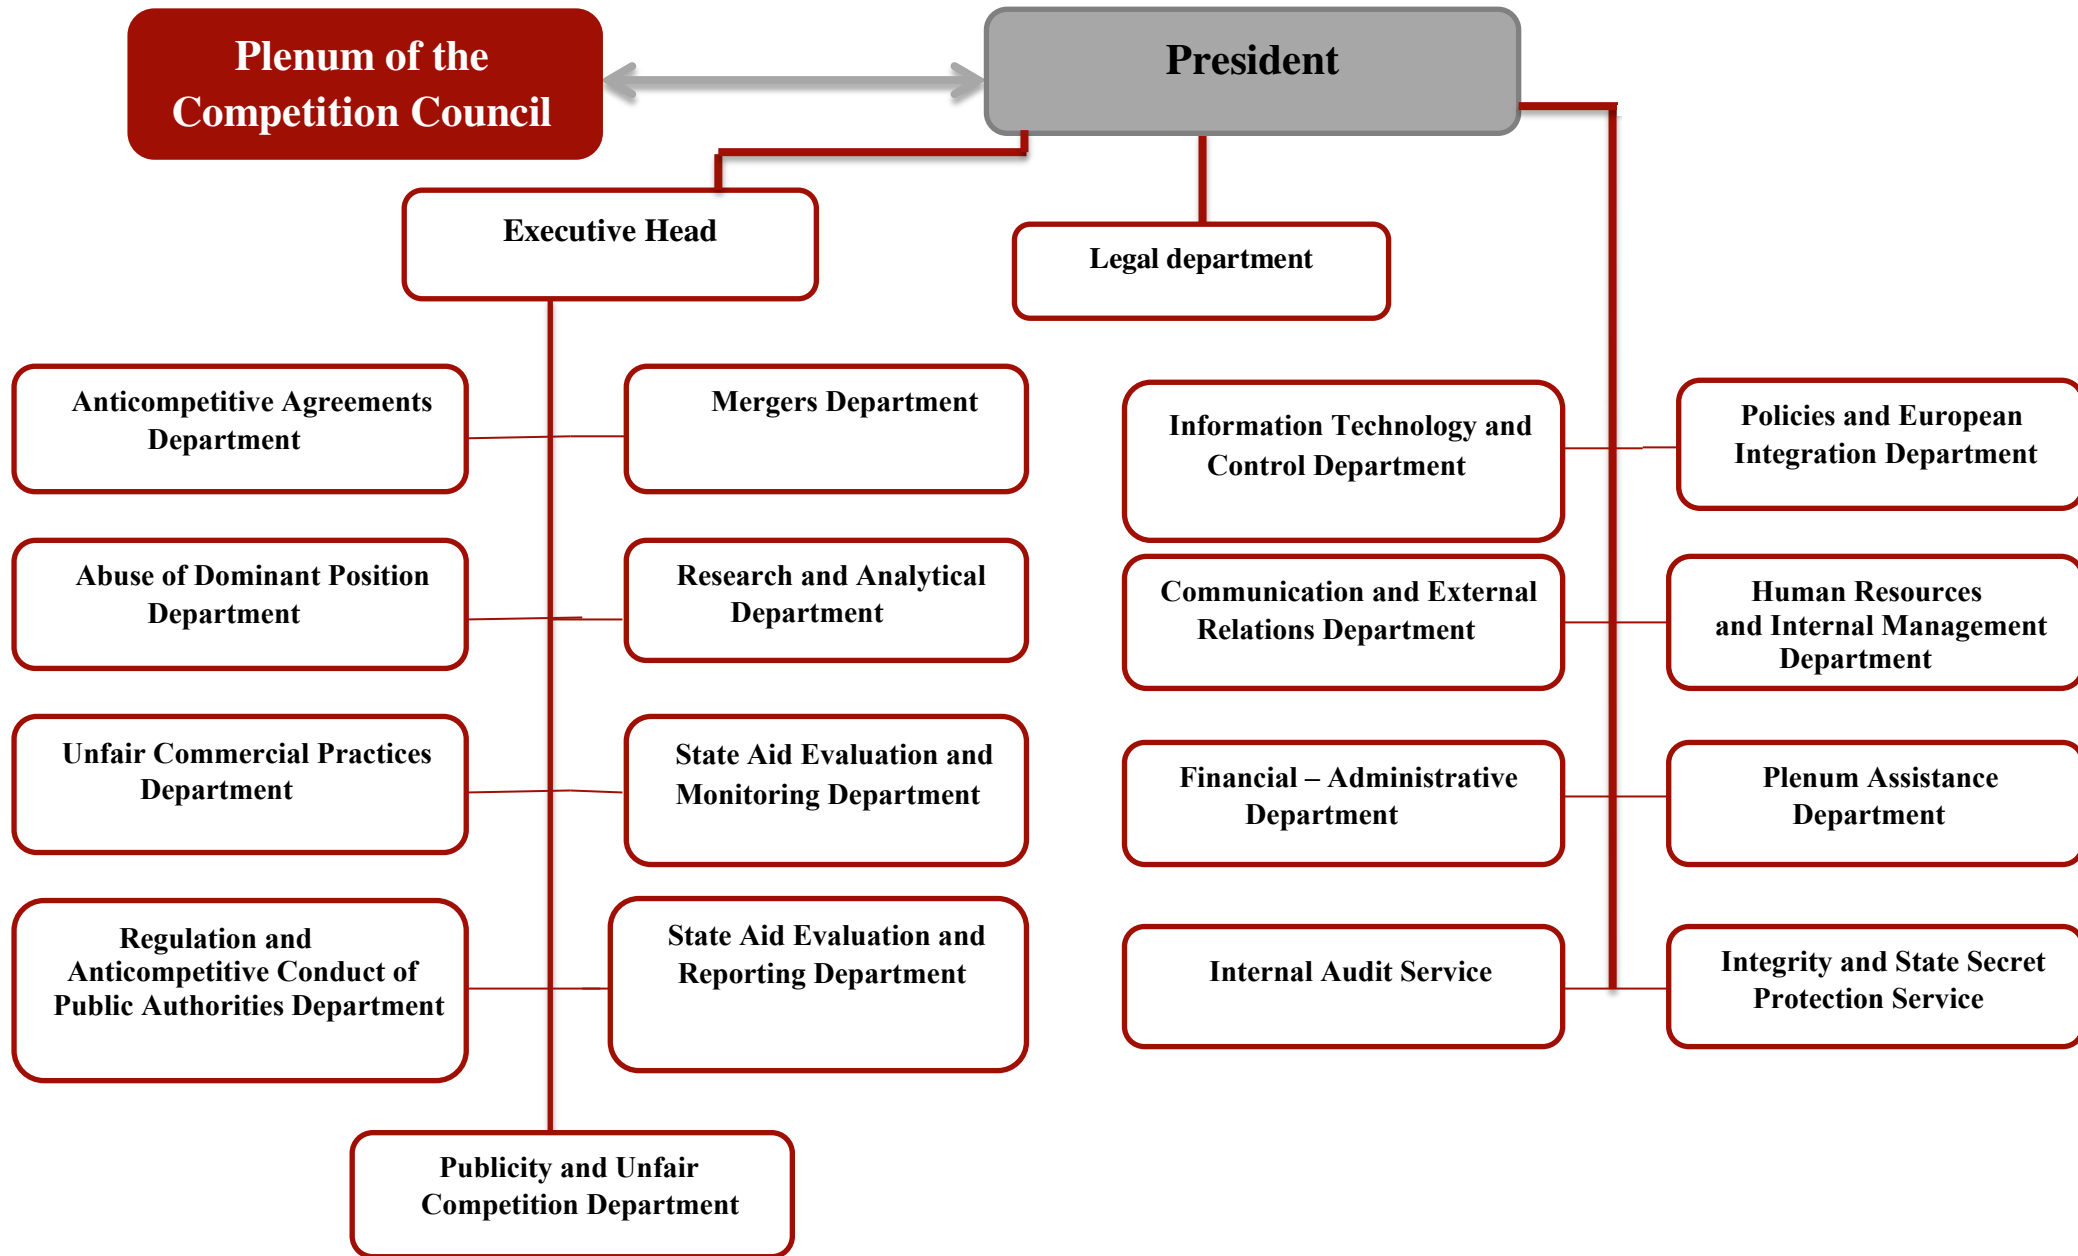 Plenum of the
Competition Council
President
Executive Head
Legal department
Anticompetitive Agreements
Department
Mergers Department
Information Technology and
Control Department
Policies and European
Integration Department
Abuse of Dominant Position
Department
Research and Analytical
Department
Communication and External
Relations Department
Human Resources
and Internal Management
Department
Unfair Commercial Practices
Department
State Aid Evaluation and
Monitoring Department
Financial – Administrative
Department
Plenum Assistance
Department
Regulation and
Anticompetitive Conduct of
Public Authorities Department
State Aid Evaluation and
Reporting Department
Internal Audit Service
Integrity and State Secret
Protection Service
Publicity and Unfair
Competition Department